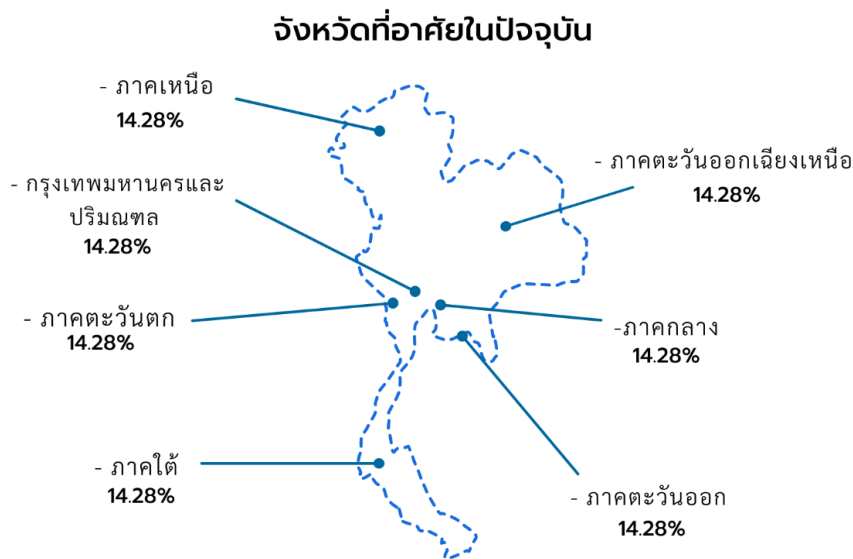 จังหวัดที่อาศัยในปัจจุบัน
- ภาคเหนือ
14.28%
- ภาคตะวันออกเฉียงเหนือ
14.28%
- กรุงเทพมหานครและ
ปริมณฑล
14.28%
- ภาคตะวันตก
14.28%
-ภาคกลาง
14.28%
- ภาคใต้
14.28%
- ภาคตะวันออก
14.28%